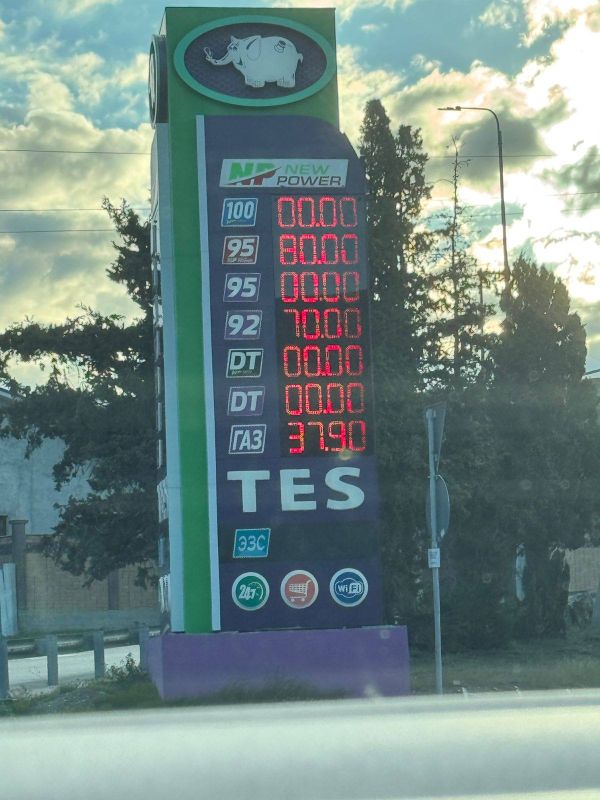 NP NEW POWER
100 00.00
95 80.00
95 00.00
92 70.00
DT 00.00
DT 00.00
ГАЗ 37.90
TES
ЭЗС
24/7 WiFi